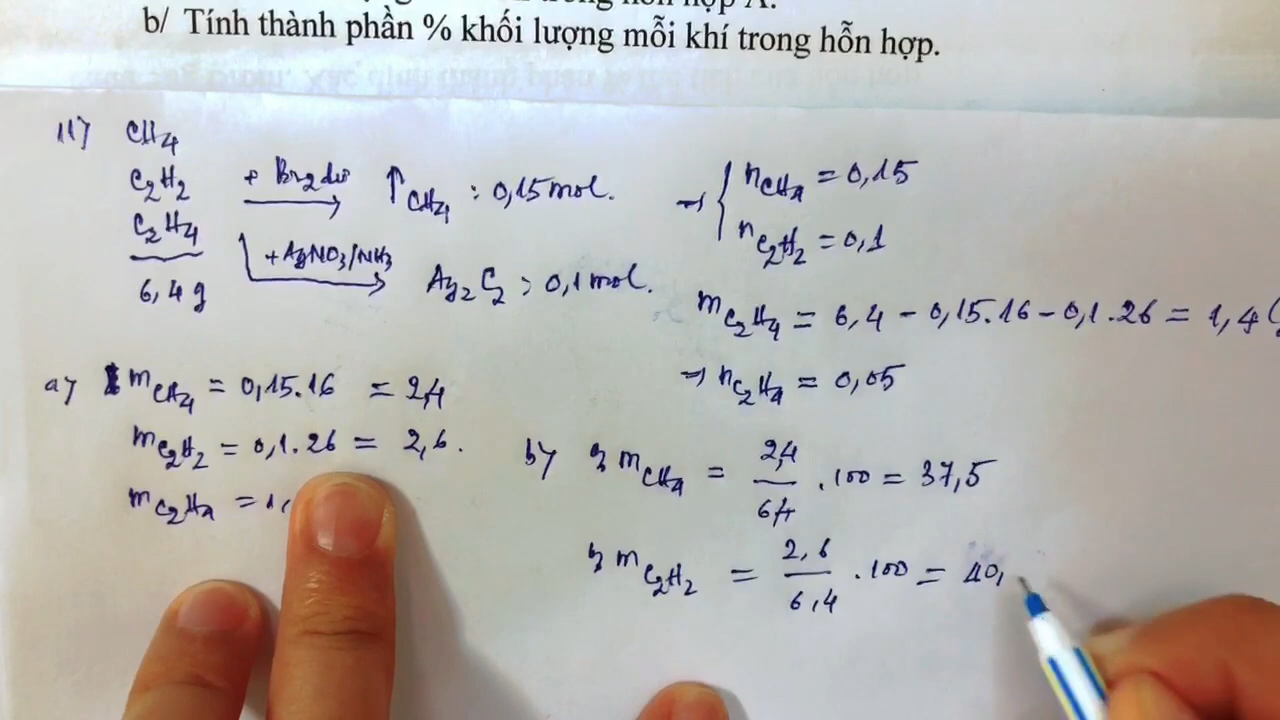 b/ Tính thành phần % khối lượng mỗi khí trong hỗn hợp.
11)
CH4
C2H2
C2H4
6,4g
+ Br2 dư
↑CH4 : 0,15 mol.
+ AgNO3/NH3
Ag2C2 : 0,1 mol.
⇒ { nCH4 = 0,15
nC2H2 = 0,1
mC2H4 = 6,4 - 0,15.16 - 0,1.26 = 1,4(
⇒ nC2H4 = 0,05
a) mCH4 = 0,15.16 = 2,4
mC2H2 = 0,1.26 = 2,6.
mC2H4 = 1,
b) % mCH4 = 2,4/6,4 . 100 = 37,5
% mC2H2 = 2,6/6,4 . 100 = 40,